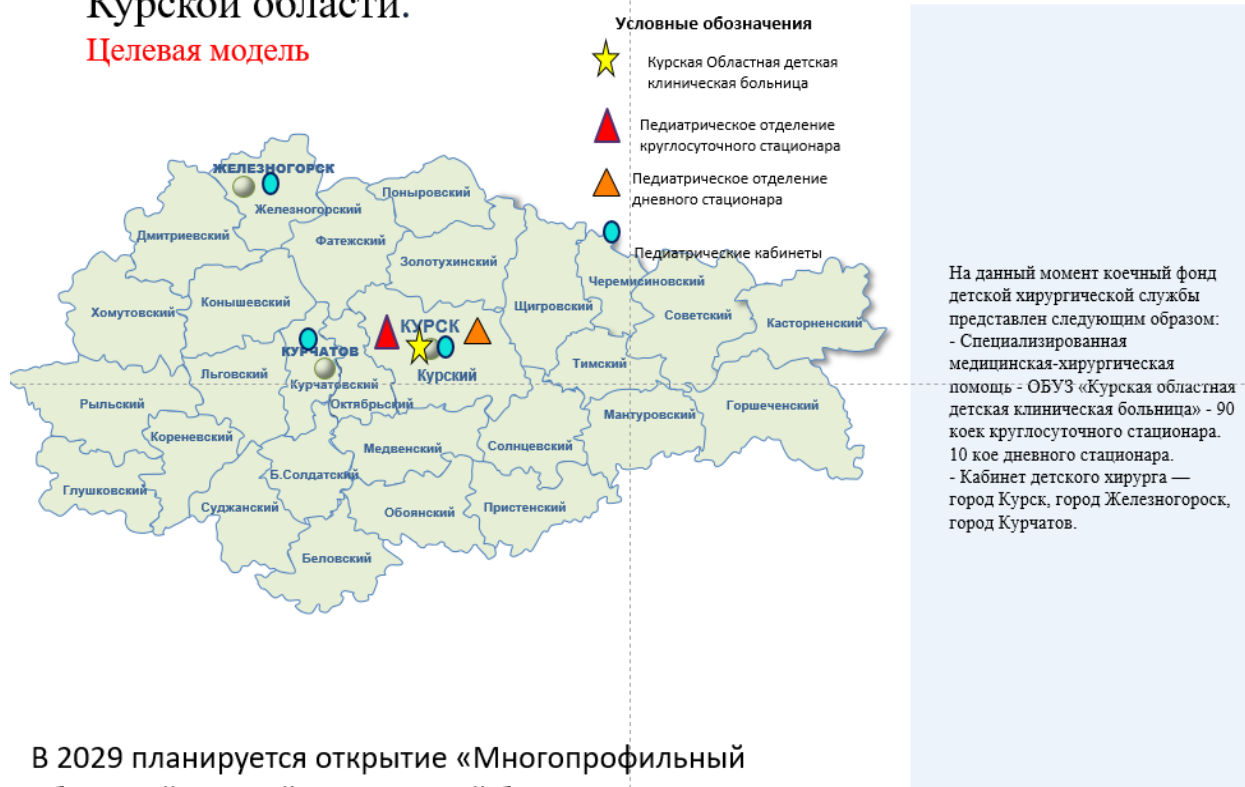 Курской области.
Целевая модель
Условные обозначения
Курская Областная детская
клиническая больница
Педиатрическое отделение
круглосуточного стационара
Педиатрическое отделение
дневного стационара
Педиатрические кабинеты
ЖЕЛЕЗНОГОРСК
Железногорский
Поныровский
Дмитриевский
Фатежский
Золотухинский
Черемисиновский
Хомутовский
Конышевский
Щигровский
Советский
Касторненский
КУРСК
КУРЧАТОВ
Льговский
Курчатовский
Курский
Тимский
Рыльский
Октябрьский
Мантуровский
Горшеченский
Кореневский
Медвенский
Солнцевский
Глушковский
Б.Солдатский
Суджанский
Обоянский
Пристенский
Беловский
На данный момент коечный фонд
детской хирургической службы
представлен следующим образом:
- Специализированная
медицинская-хирургическая
помощь - ОБУЗ «Курская областная
детская клиническая больница» - 90
коек круглосуточного стационара.
10 кое дневного стационара.
- Кабинет детского хирурга —
город Курск, город Железногорск,
город Курчатов.
В 2029 планируется открытие «Многопрофильный